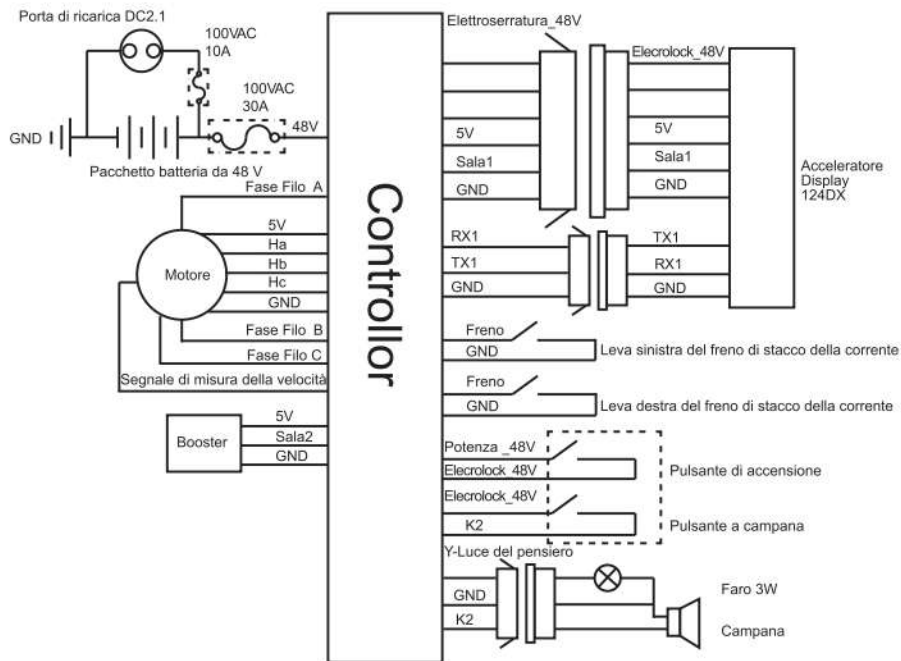 Porta di ricarica DC2.1
100VAC
10A
100VAC
30A
48V
GND
Pacchetto batteria da 48 V
Fase Filo A
5V
Ha
Hb
Hc
GND
Motore
Fase Filo B
Fase Filo C
Segnale di misura della velocità
5V
Sala2
GND
Booster
Controllor
Elettroserratura_48V
5V
Sala1
GND
Elecrolock_48V
5V
Sala1
GND
Acceleratore
Display
124DX
RX1
TX1
GND
TX1
RX1
GND
Freno
GND
Leva sinistra del freno di stacco della corrente
Freno
GND
Leva destra del freno di stacco della corrente
Potenza _48V
Elecrolock_48V
Pulsante di accensione
Elecrolock_48V
K2
Pulsante a campana
Y-Luce del pensiero
GND
K2
Faro 3W
Campana